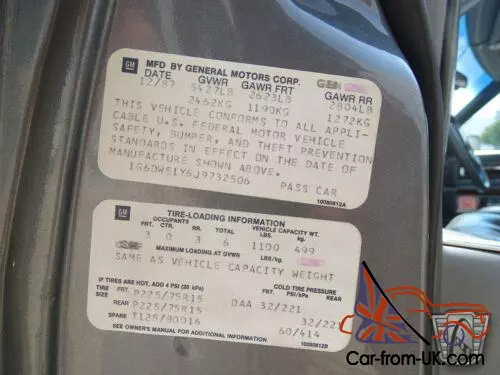 GM MFD BY GENERAL MOTORS CORP.
DATE GVWR GAWR FRT GAWR RR
12/87 5427LB 2623LB 2804LB
2462KG 1190KG 1272KG
THIS VEHICLE CONFORMS TO ALL APPLI-
CABLE U.S. FEDERAL MOTOR VEHICLE
SAFETY, BUMPER, AND THEFT PREVENTION
STANDARDS IN EFFECT ON THE DATE OF
MANUFACTURE SHOWN ABOVE.
1G6DW51Y6J9732506 PASS CAR
10080812A
GM TIRE-LOADING INFORMATION
OCCUPANTS VEHICLE CAPACITY WT.
FRT. CTR. RR. TOTAL LBS. kg.
3 0 3 6 1100 499
MAXIMUM LOADING AT GVWR LBS/KG.
SAME AS VEHICLE CAPACITY WEIGHT
IF TIRES ARE HOT, ADD 4 PSI (28 kPa) COLD TIRE PRESSURE
TIRE SIZE FRT P225/75R15 DAA 32/221
REAR P225/75R15 32/221
SPARE T125/80D16 60/414
SEE OWNER'S MANUAL FOR ADDITIONAL INFORMATION
10080812B
Car-from-UK.com